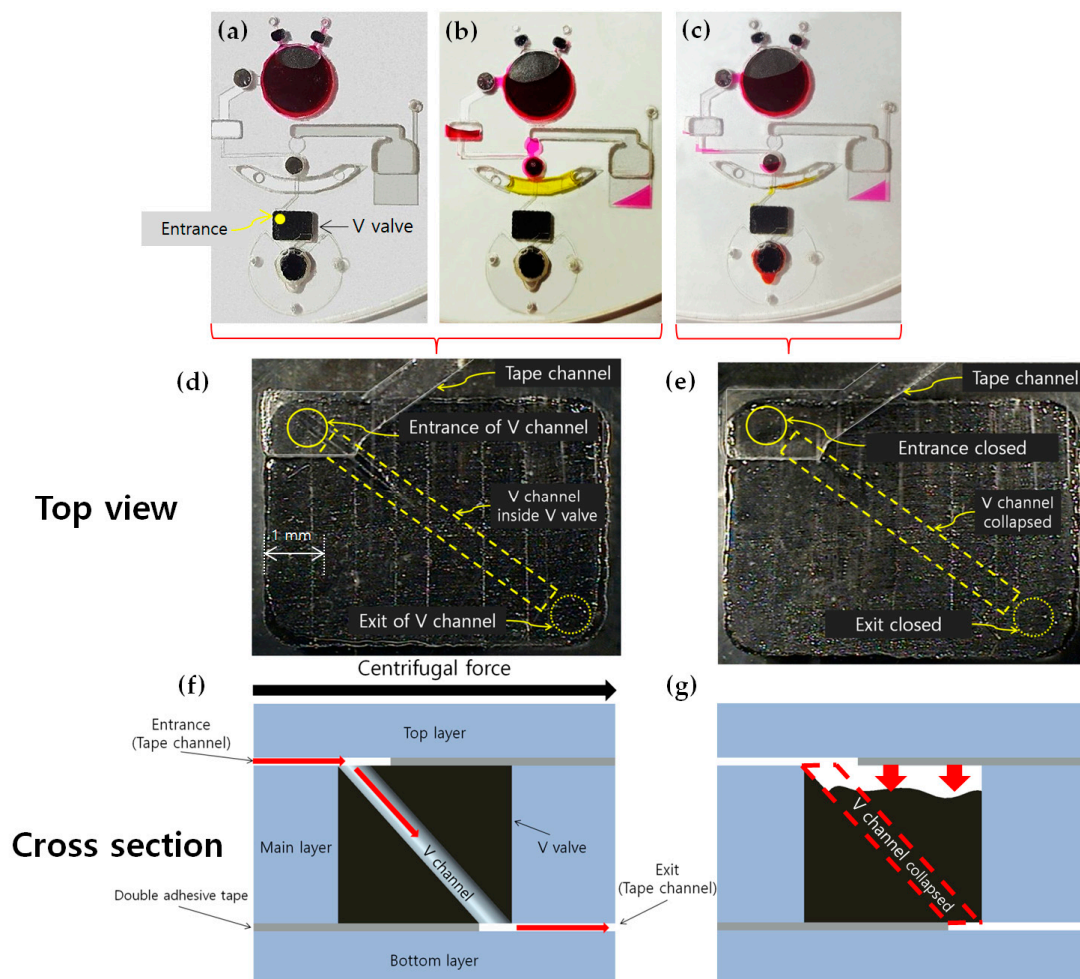 (a)
(b)
(c)
Entrance
V valve
(d)
Tape channel
Entrance of V channel
V channel
inside V valve
1 mm
Exit of V channel
(e)
Tape channel
Entrance closed
V channel
collapsed
Exit closed
Top view
Centrifugal force
(f)
Entrance
(Tape channel)
Top layer
Main layer
V channel
V valve
Double adhesive tape
Exit
(Tape channel)
Bottom layer
(g)
V channel collapsed
Cross section